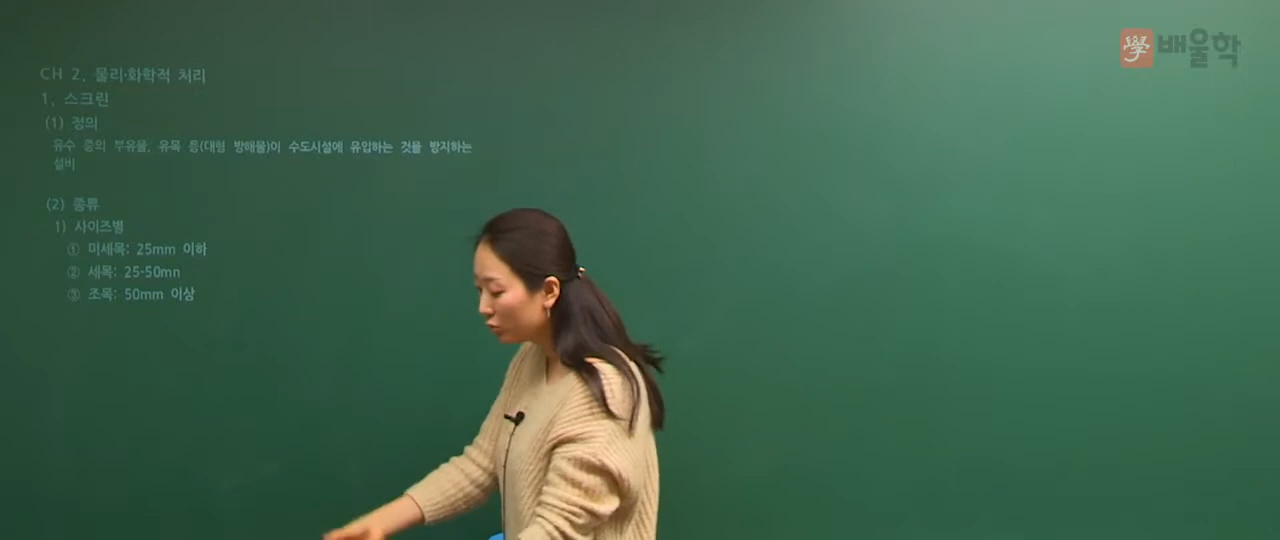 學 배울학
CH 2. 물리·화학적 처리
1. 스크린
(1) 정의
유수 중의 부유물, 유목 등(대형 방해물)이 수도시설에 유입하는 것을 방지하는
설비
(2) 종류
1) 사이즈별
① 미세목: 25mm 이하
② 세목: 25-50mn
③ 조목: 50mm 이상